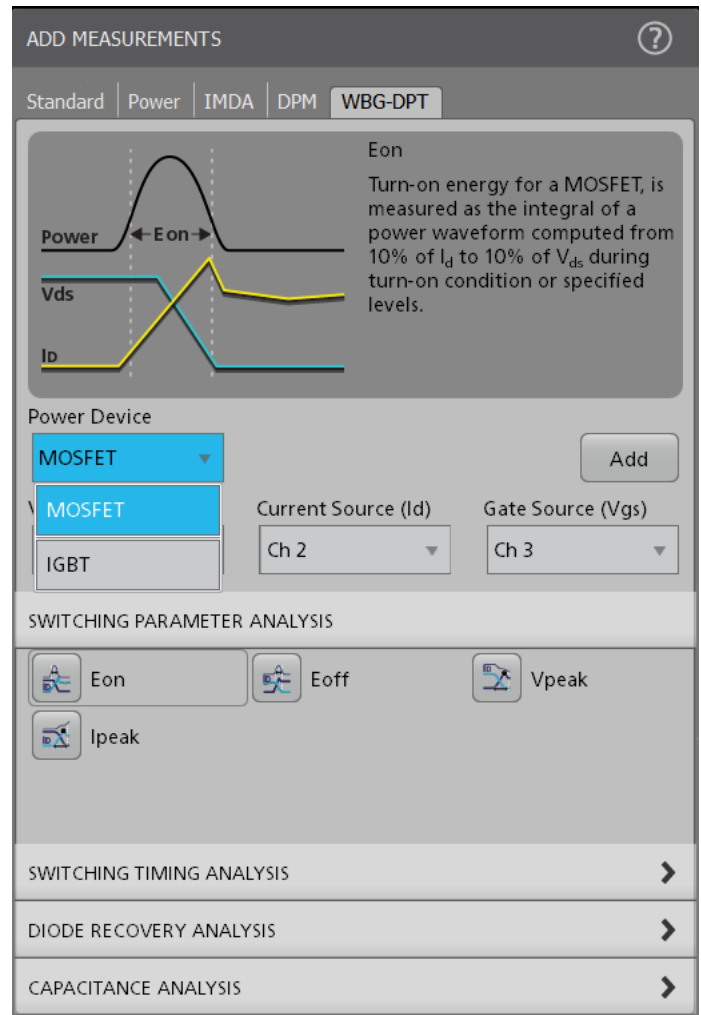 ADD MEASUREMENTS
?
Standard Power IMDA DPM WBG-DPT
Eon
Turn-on energy for a MOSFET, is
measured as the integral of a
power waveform computed from
10% of Id to 10% of Vds during
turn-on condition or specified
levels.
Power
Eon
Vds
ID
Power Device
MOSFET
Add
MOSFET
IGBT
Current Source (Id) Gate Source (Vgs)
Ch 2 Ch 3
SWITCHING PARAMETER ANALYSIS
Eon Eoff Vpeak
Ipeak
SWITCHING TIMING ANALYSIS
DIODE RECOVERY ANALYSIS
CAPACITANCE ANALYSIS